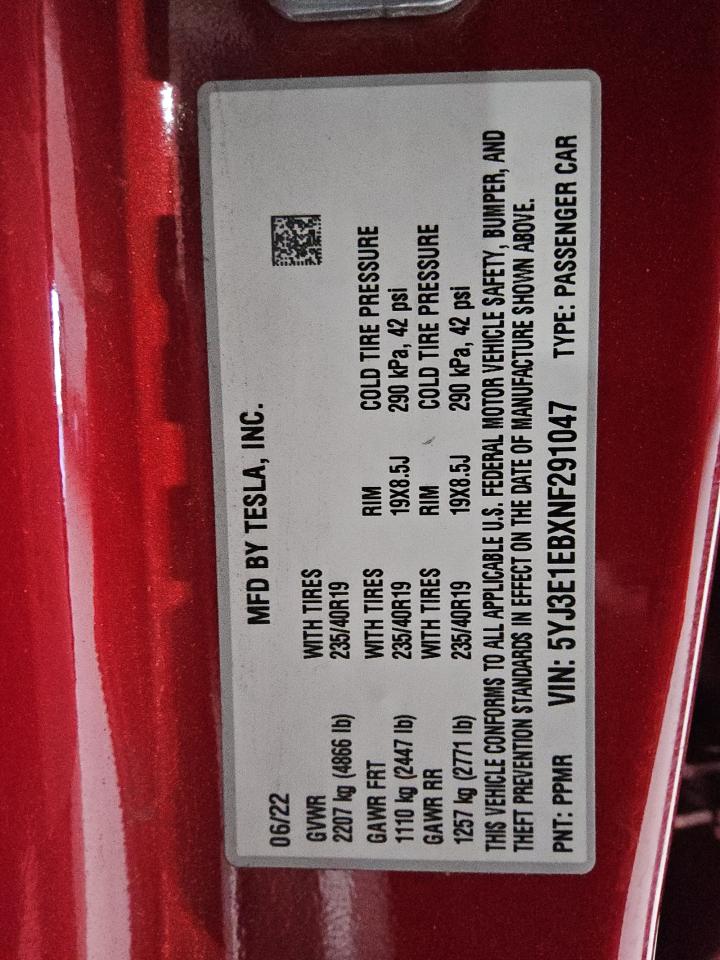 MFD BY TESLA, INC.
06/22
GVWR WITH TIRES
2207 kg (4866 lb) 235/40R19
GAWR FRT WITH TIRES RIM COLD TIRE PRESSURE
1110 kg (2447 lb) 235/40R19 19X8.5J 290 kPa, 42 psi
GAWR RR WITH TIRES RIM COLD TIRE PRESSURE
1257 kg (2771 lb) 235/40R19 19X8.5J 290 kPa, 42 psi
THIS VEHICLE CONFORMS TO ALL APPLICABLE U.S. FEDERAL MOTOR VEHICLE SAFETY, BUMPER, AND
THEFT PREVENTION STANDARDS IN EFFECT ON THE DATE OF MANUFACTURE SHOWN ABOVE.
PNT: PPMR VIN: 5YJ3E1EBXNF291047 TYPE: PASSENGER CAR